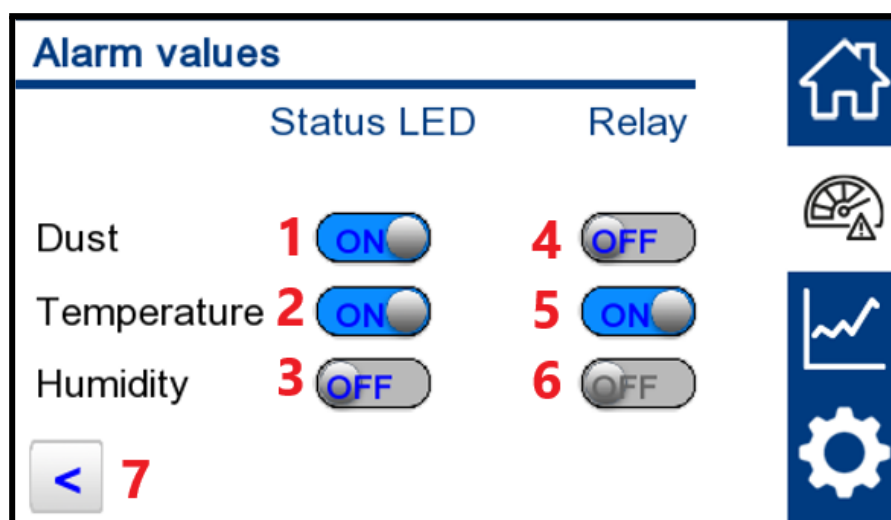 Alarm values
Status LED Relay
Dust 1 ON 4 OFF
Temperature 2 ON 5 ON
Humidity 3 OFF 6 OFF
< 7